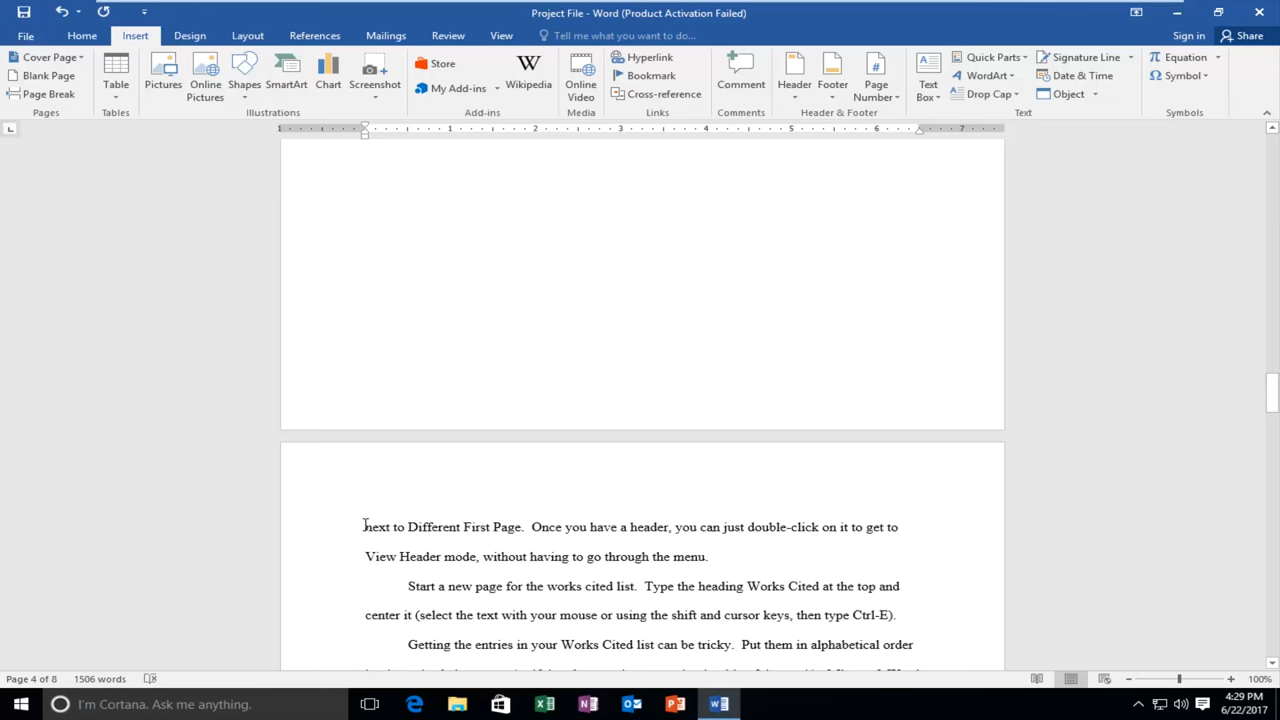 Project File - Word (Product Activation Failed)
File Home Insert Design Layout References Mailings Review View Tell me what you want to do... Sign in Share
Cover Page
Blank Page
Page Break
Pages
Table
Tables
Pictures
Online Pictures
Shapes
SmartArt
Chart
Screenshot
Illustrations
Store
My Add-ins
Wikipedia
Add-ins
Online Video
Media
Hyperlink
Bookmark
Cross-reference
Links
Comment
Comments
Header
Footer
Page Number
Header & Footer
Text Box
Quick Parts
WordArt
Drop Cap
Signature Line
Date & Time
Object
Text
Equation
Symbol
Symbols
1 1 2 3 4 5 6 7
next to Different First Page. Once you have a header, you can just double-click on it to get to
View Header mode, without having to go through the menu.
Start a new page for the works cited list. Type the heading Works Cited at the top and
center it (select the text with your mouse or using the shift and cursor keys, then type Ctrl-E).
Getting the entries in your Works Cited list can be tricky. Put them in alphabetical order
Page 4 of 8 1506 words 100%
I'm Cortana. Ask me anything.
4:29 PM
6/22/2017